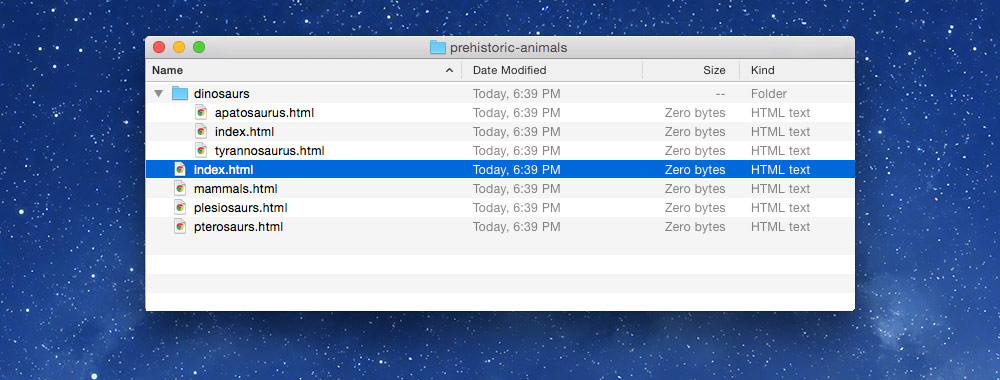 prehistoric-animals
Name Date Modified Size Kind
dinosaurs Today, 6:39 PM -- Folder
apatosaurus.html Today, 6:39 PM Zero bytes HTML text
index.html Today, 6:39 PM Zero bytes HTML text
tyrannosaurus.html Today, 6:39 PM Zero bytes HTML text
index.html Today, 6:39 PM Zero bytes HTML text
mammals.html Today, 6:39 PM Zero bytes HTML text
plesiosaurs.html Today, 6:39 PM Zero bytes HTML text
pterosaurs.html Today, 6:39 PM Zero bytes HTML text